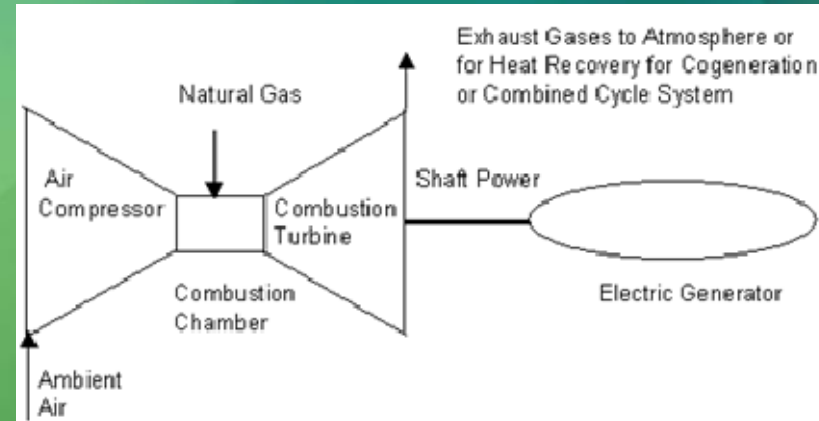 Exhaust Gases to Atmosphere or
for Heat Recovery for Cogeneration
or Combined Cycle System
Natural Gas
Air
Compressor
Combustion
Turbine
Shaft Power
Combustion
Chamber
Electric Generator
Ambient
Air